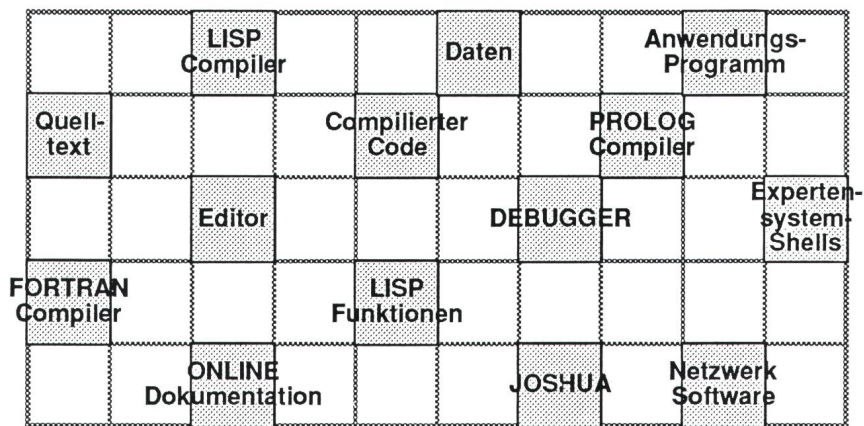 LISP
Compiler
Daten
Anwendungs-
Programm
Quell-
text
Compilierter
Code
PROLOG
Compiler
Editor
DEBUGGER
Experten-
system-
Shells
FORTRAN
Compiler
LISP
Funktionen
ONLINE
Dokumentation
JOSHUA
Netzwerk
Software